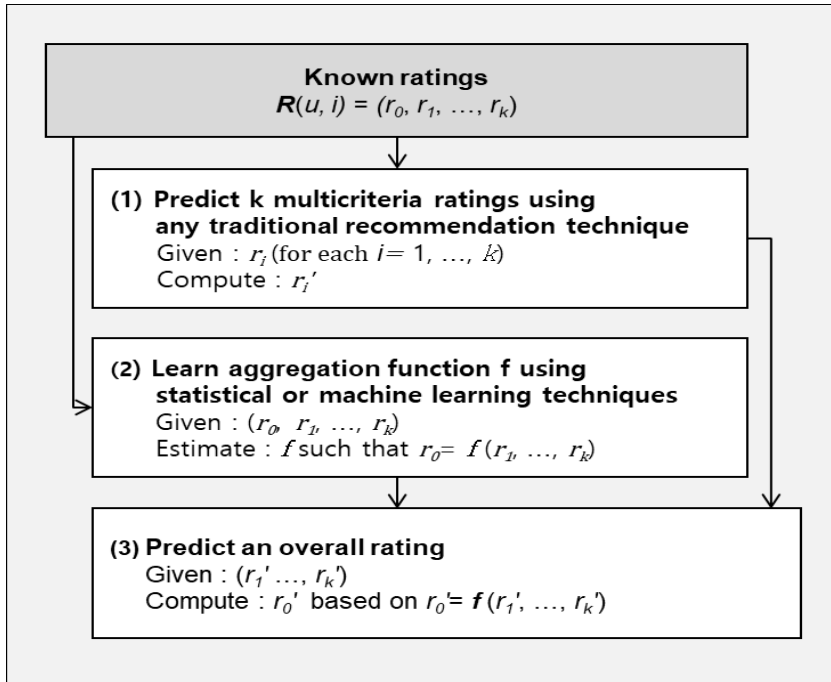 Known ratings
R(u, i) = (r₀, r₁, …, rₖ)
(1) Predict k multicriteria ratings using
any traditional recommendation technique
Given : rᵢ (for each i= 1, …, k)
Compute : rᵢ′
(2) Learn aggregation function f using
statistical or machine learning techniques
Given : (r₀, r₁, …, rₖ)
Estimate : f such that r₀= f (r₁, …, rₖ)
(3) Predict an overall rating
Given : (r₁' …, rₖ')
Compute : r₀' based on r₀'= f (r₁', …, rₖ')